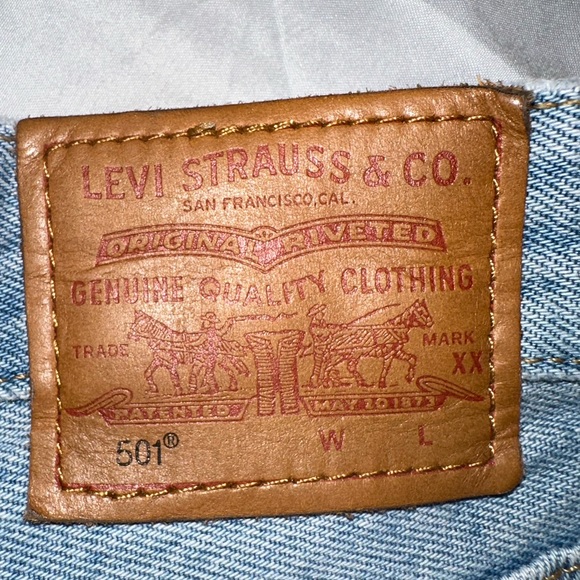 LEVI STRAUSS & CO.
SAN FRANCISCO, CAL.
ORIGINAL RIVETED
GENUINE QUALITY CLOTHING
TRADE MARK
XX
PATENTED MAY 20 1873
501® W L